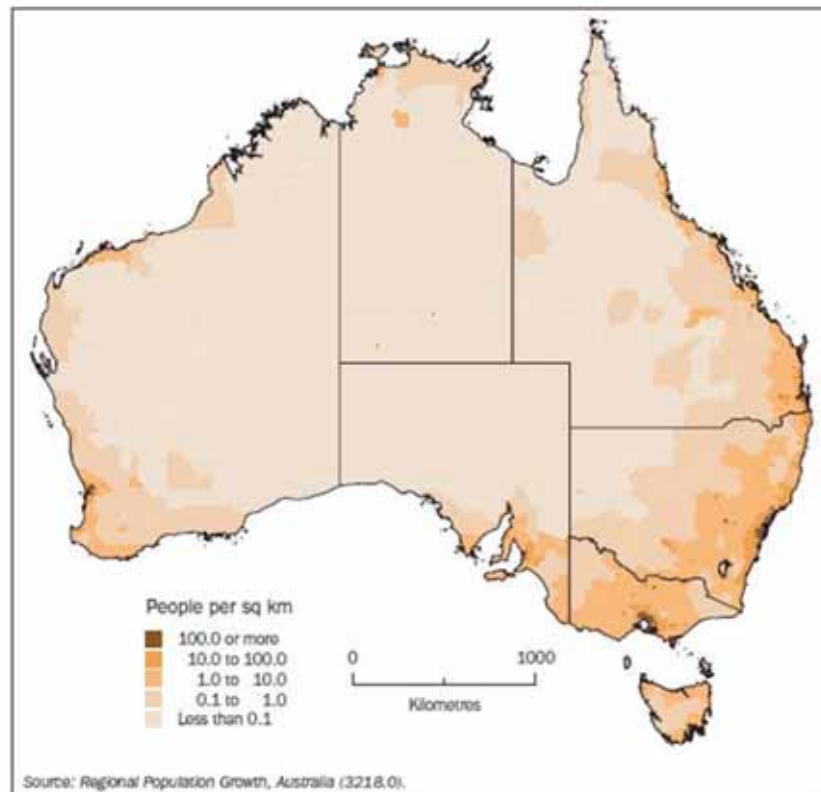 People per sq km
100.0 or more
10.0 to 100.0
1.0 to 10.0
0.1 to 1.0
Less than 0.1
0 1000
Kilometres
Source: Regional Population Growth, Australia (3218.0).